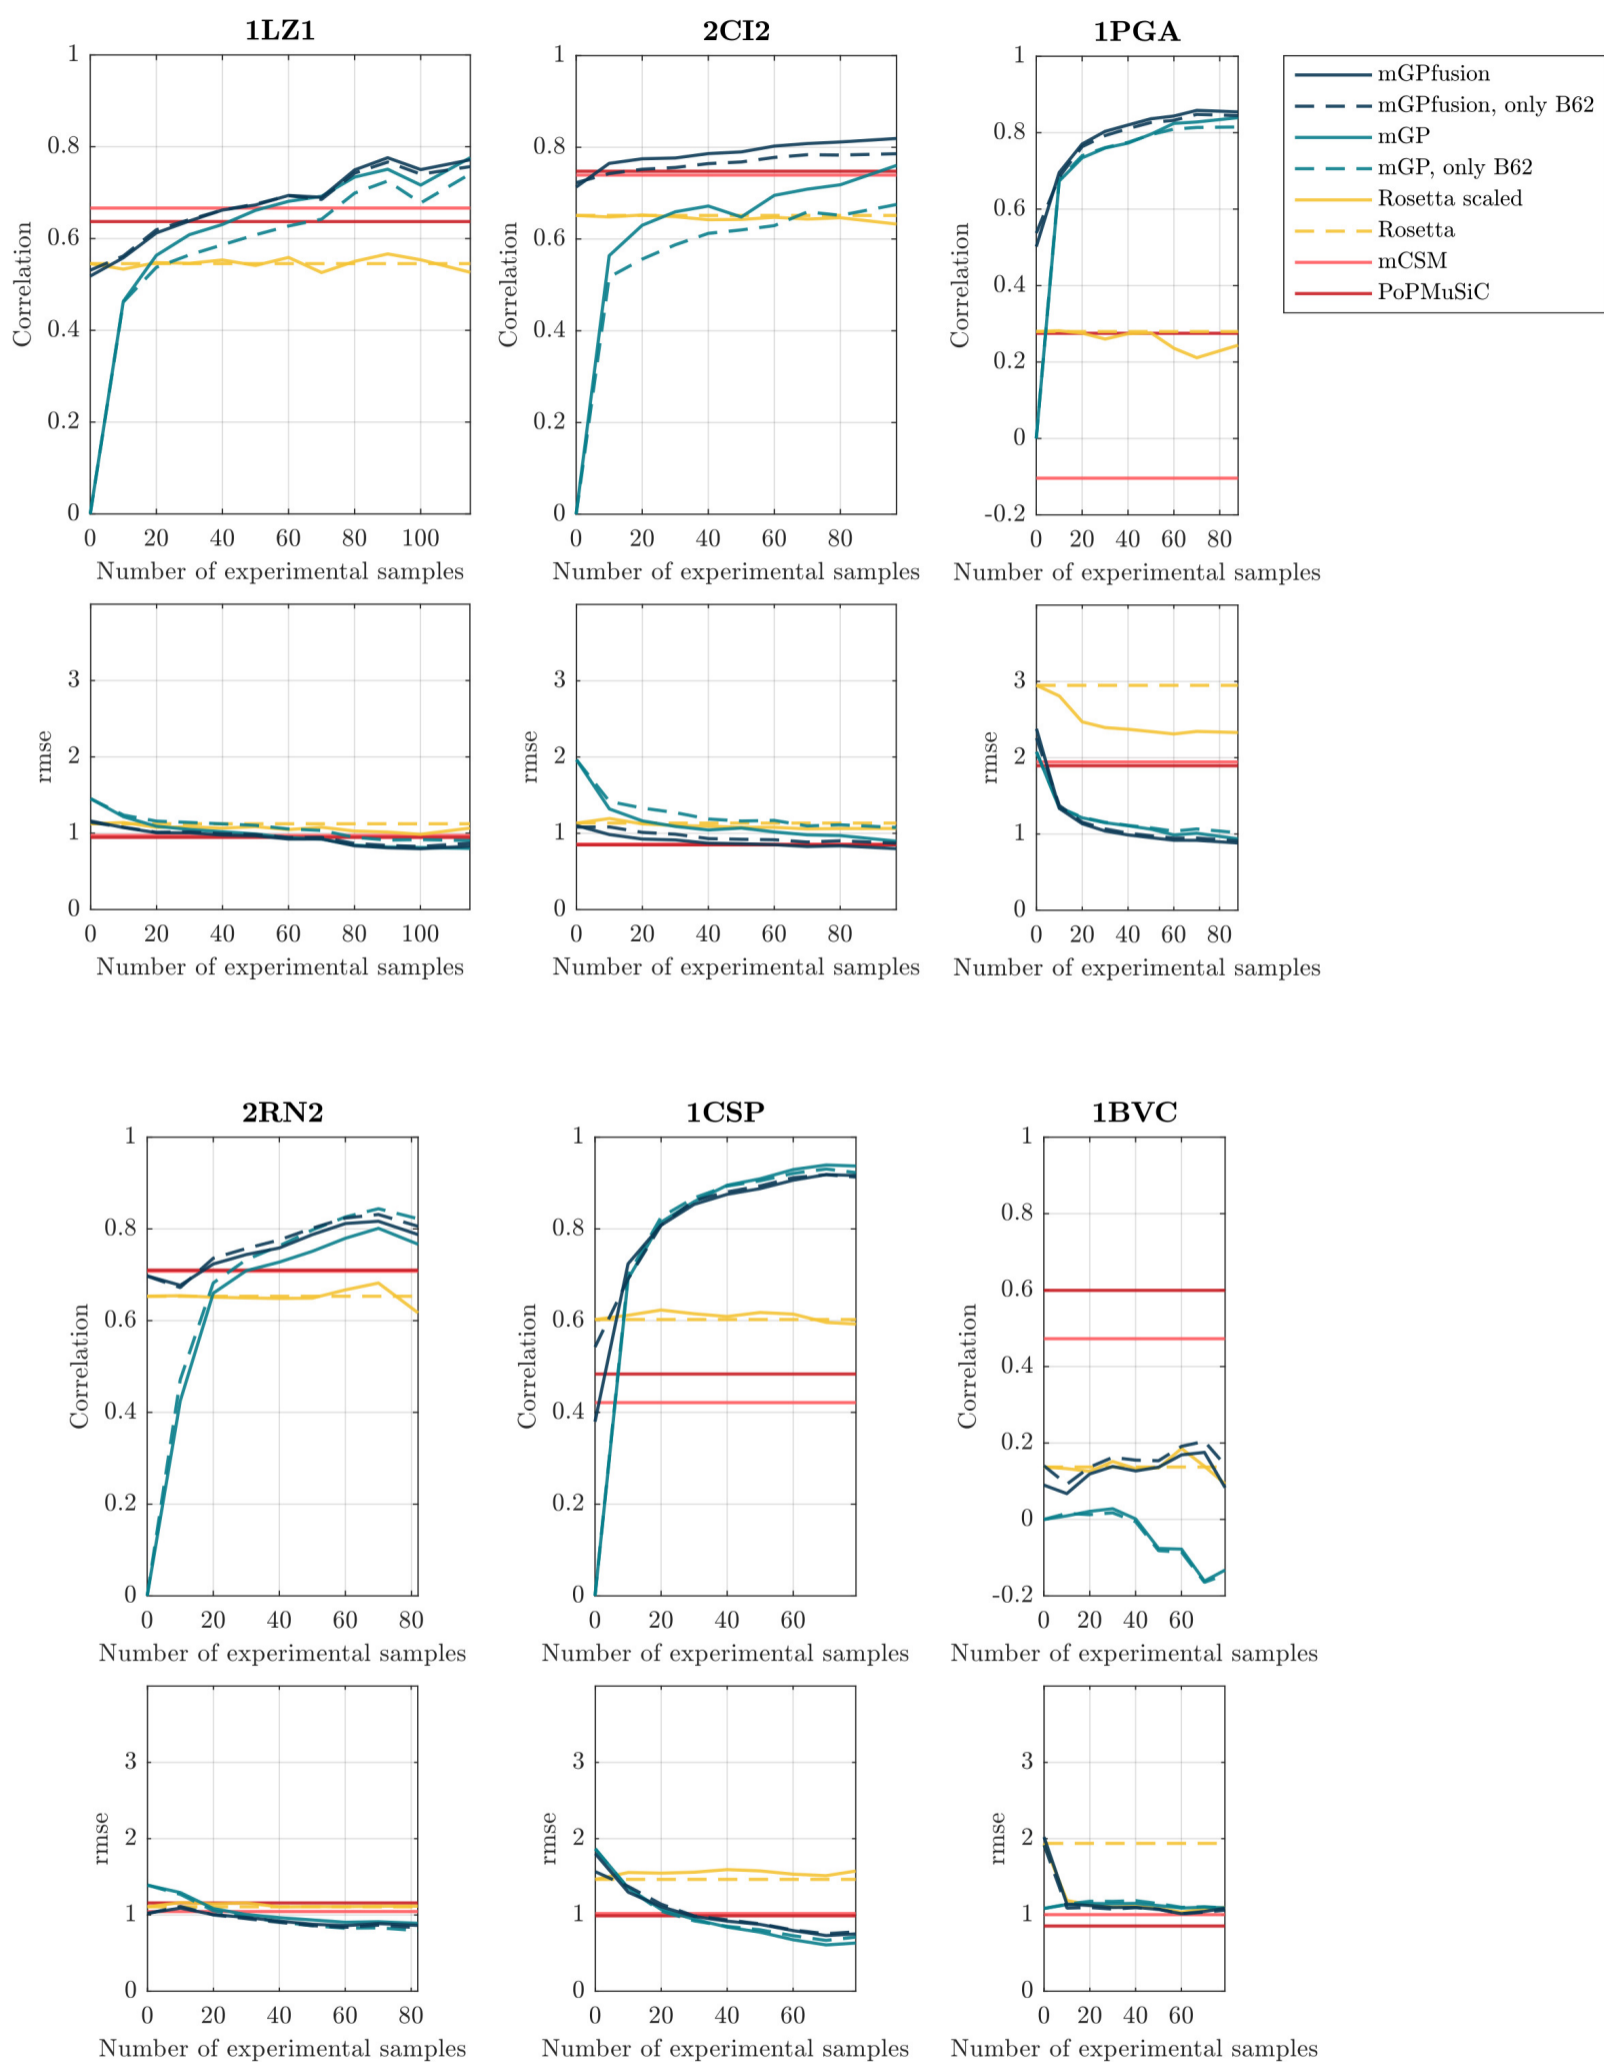 1LZ1
2CI2
1PGA
1
0.8
0.6
0.4
0.2
0
Correlation
0 20 40 60 80 100
Number of experimental samples
1
0.8
0.6
0.4
0.2
0
Correlation
0 20 40 60 80
Number of experimental samples
1
0.8
0.6
0.4
0.2
0
-0.2
Correlation
0 20 40 60 80
Number of experimental samples
mGPfusion
mGPfusion, only B62
mGP
mGP, only B62
Rosetta scaled
Rosetta
mCSM
PoPMuSiC
3
2
1
0
rmse
0 20 40 60 80 100
Number of experimental samples
3
2
1
0
rmse
0 20 40 60 80
Number of experimental samples
3
2
1
0
rmse
0 20 40 60 80
Number of experimental samples
2RN2
1CSP
1BVC
1
0.8
0.6
0.4
0.2
0
Correlation
0 20 40 60 80
Number of experimental samples
1
0.8
0.6
0.4
0.2
0
Correlation
0 20 40 60
Number of experimental samples
1
0.8
0.6
0.4
0.2
0
-0.2
Correlation
0 20 40 60
Number of experimental samples
3
2
1
0
rmse
0 20 40 60 80
Number of experimental samples
3
2
1
0
rmse
0 20 40 60
Number of experimental samples
3
2
1
0
rmse
0 20 40 60
Number of experimental samples